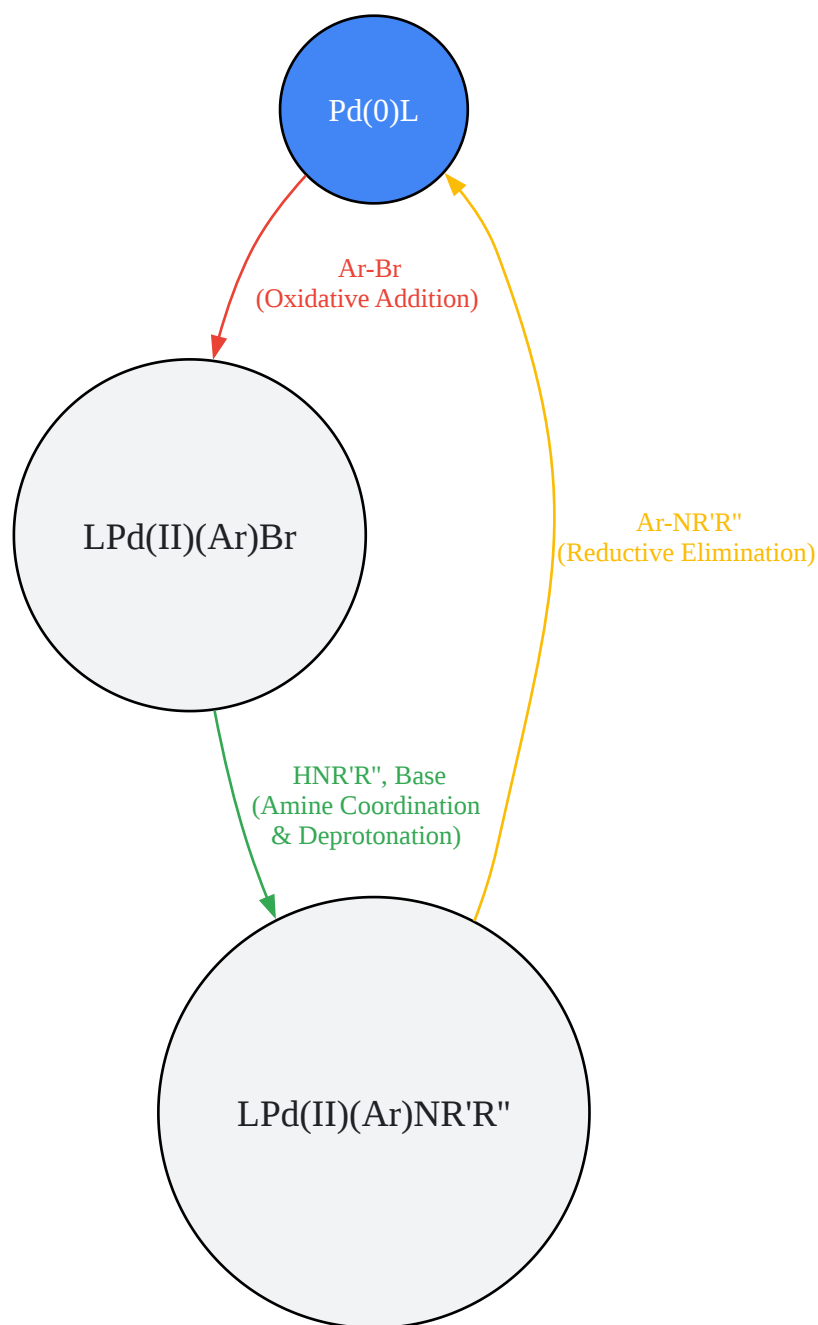 Pd(0)L
Ar-Br
(Oxidative Addition)
LPd(II)(Ar)Br
Ar-NR'R"
(Reductive Elimination)
HNR'R", Base
(Amine Coordination
& Deprotonation)
LPd(II)(Ar)NR'R"